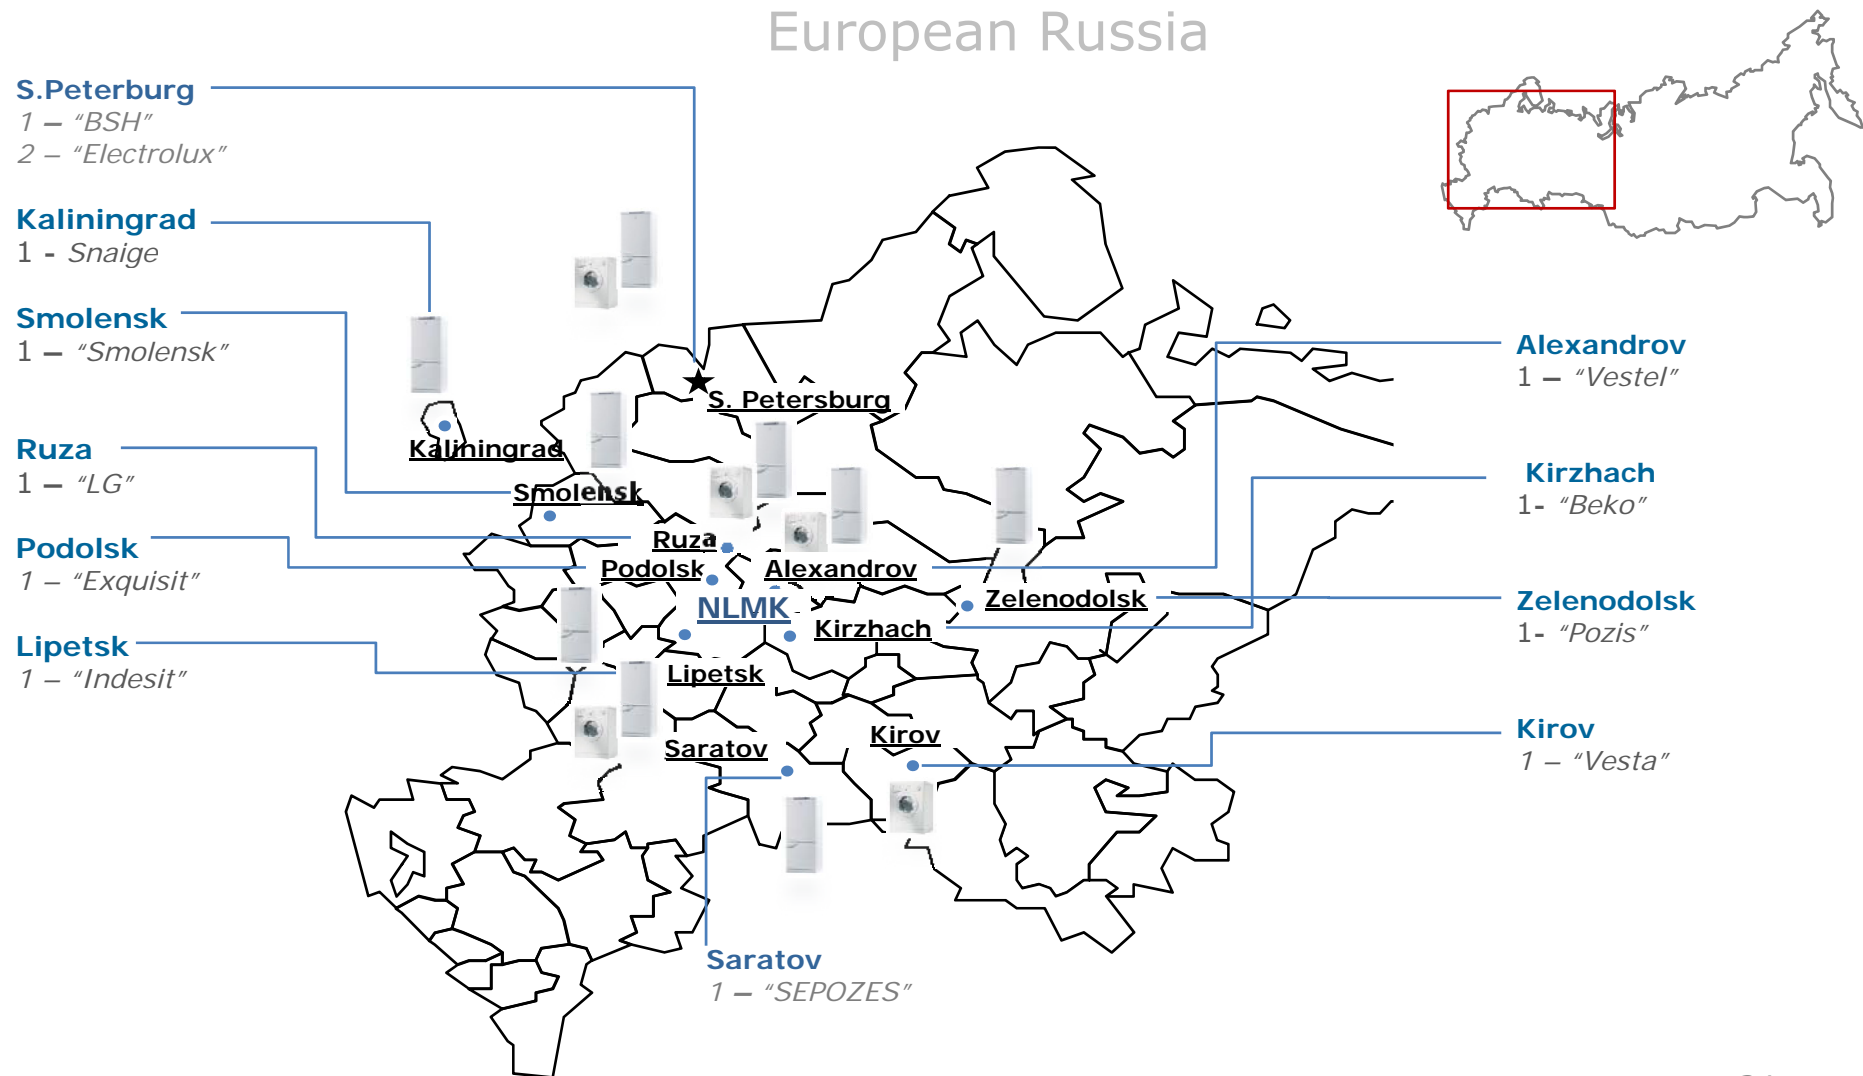 European Russia
S.Peterburg
1 – “BSH”
2 – “Electrolux”
Kaliningrad
1 - Snaige
Smolensk
1 – “Smolensk”
Ruza
1 – “LG”
Podolsk
1 – “Exquisit”
Lipetsk
1 – “Indesit”
S. Petersburg
Kaliningrad
Smolensk
Ruza
Podolsk
Alexandrov
NLMK
Zelenodolsk
Kirzhach
Lipetsk
Saratov
Kirov
Alexandrov
1 – “Vestel”
Kirzhach
1- “Beko”
Zelenodolsk
1- “Pozis”
Kirov
1 – “Vesta”
Saratov
1 – “SEPOZES”